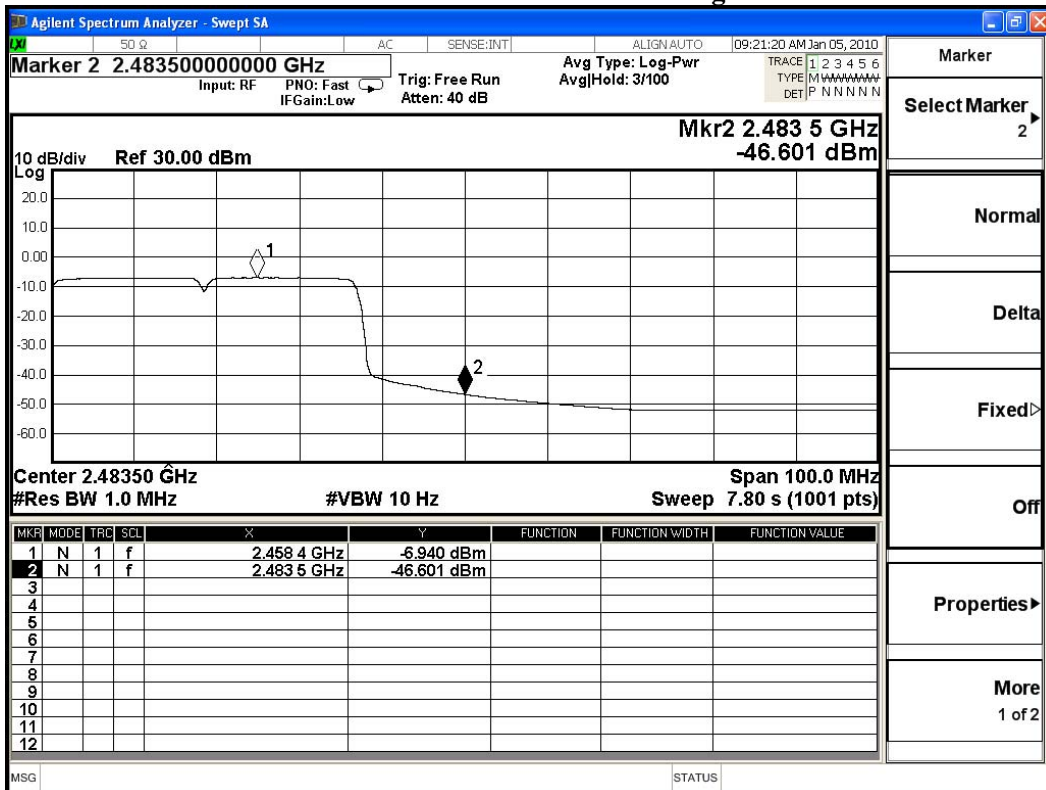 Agilent Spectrum Analyzer - Swept SA
LXI 50 Ω AC SENSE:INT ALIGN AUTO 09:21:20 AM Jan 05, 2010
Marker 2 2.483500000000 GHz
Input: RF PNO: Fast IFGain:Low
Trig: Free Run
Atten: 40 dB
Avg Type: Log-Pwr
Avg|Hold: 3/100
TRACE 1 2 3 4 5 6
TYPE M W W W W W
DET P N N N N N
Mkr2 2.483 5 GHz
-46.601 dBm
10 dB/div Ref 30.00 dBm
Log
20.0
10.0
0.00
-10.0
-20.0
-30.0
-40.0
-50.0
-60.0
1
2
Center 2.48350 GHz Span 100.0 MHz
#Res BW 1.0 MHz #VBW 10 Hz Sweep 7.80 s (1001 pts)
MKR MODE TRC SCL X Y FUNCTION FUNCTION WIDTH FUNCTION VALUE
1 N 1 f 2.458 4 GHz -6.940 dBm
2 N 1 f 2.483 5 GHz -46.601 dBm
3
4
5
6
7
8
9
10
11
12
MSG STATUS
Marker
Select Marker
2
Normal
Delta
Fixed
Off
Properties
More
1 of 2